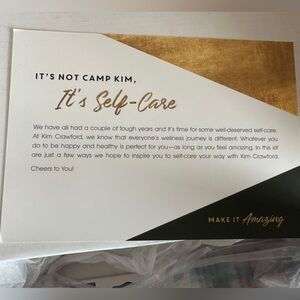 IT'S NOT CAMP KIM,
It's Self-Care
We have all had a couple of tough years and it's time for some well-deserved self-care.
At Kim Crawford, we know that everyone's wellness journey is different. Whatever you
do to be happy and healthy is perfect for you—as long as you feel amazing. In this kit
are just a few ways we hope to inspire you to self-care your way with Kim Crawford.
Cheers to You!
MAKE IT Amazing